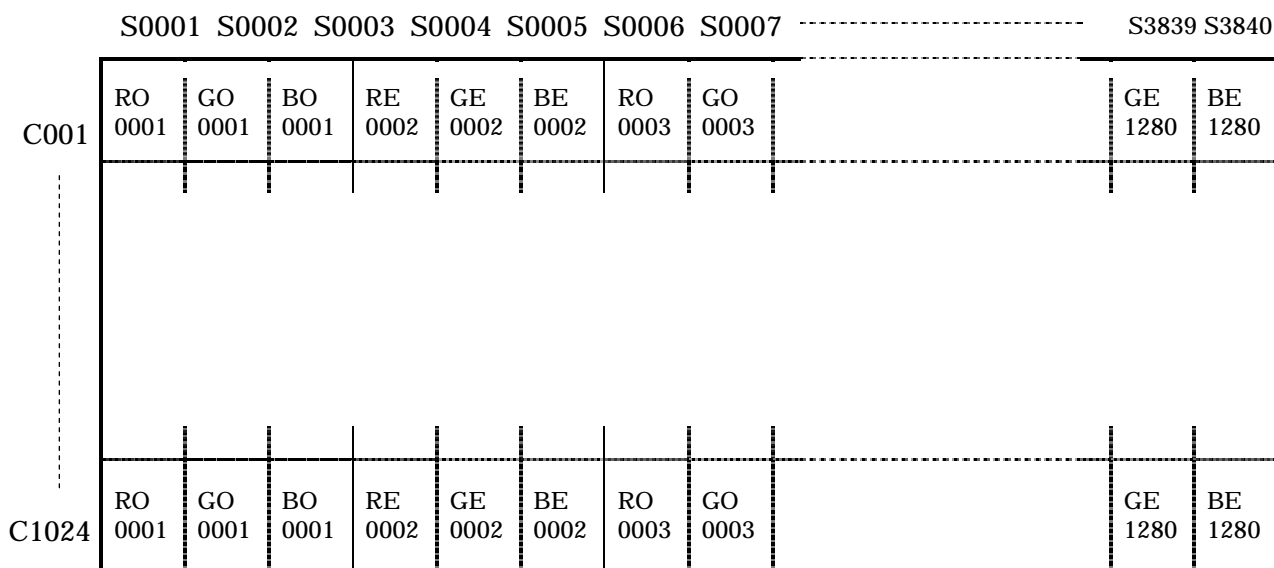 S0001 S0002 S0003 S0004 S0005 S0006 S0007 S3839 S3840
RO GO BO RE GE BE RO GO GE BE
C001
0001 0001 0001 0002 0002 0002 0003 0003 1280 1280
RO GO BO RE GE BE RO GO GE BE
C1024
0001 0001 0001 0002 0002 0002 0003 0003 1280 1280